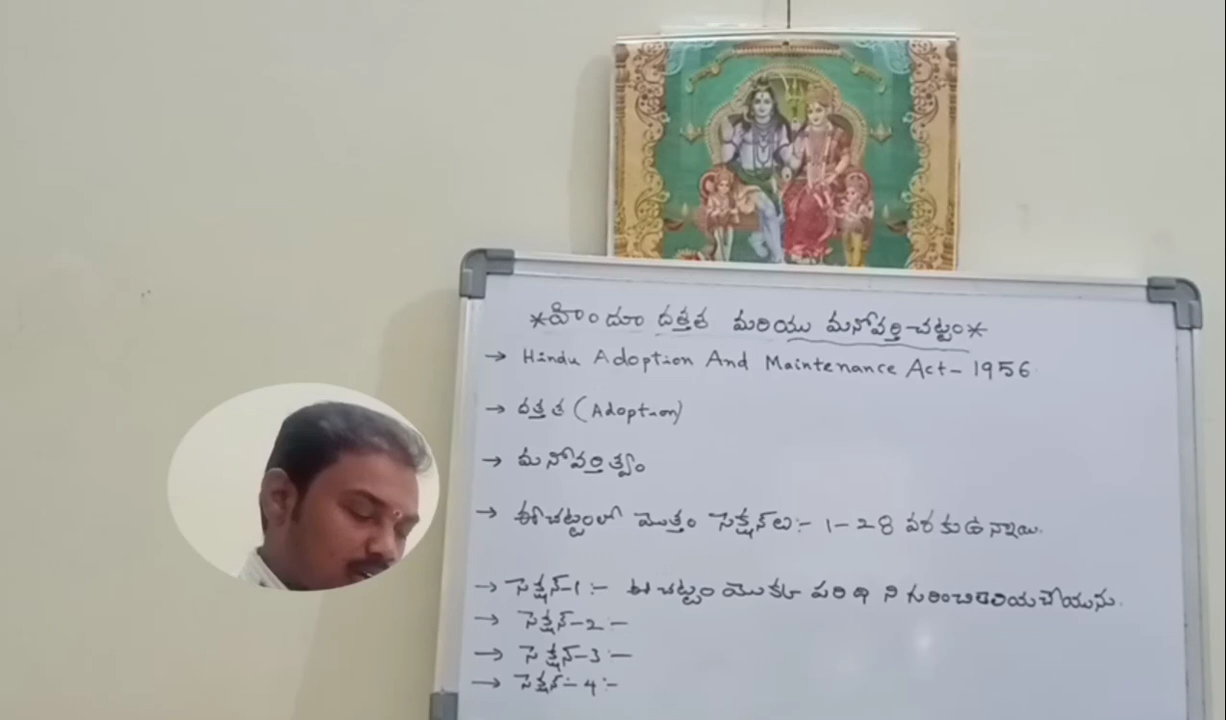 *హిందూ దత్తత మరియు మనోవర్తి చట్టం*
→ Hindu Adoption And Maintenance Act - 1956
→ దత్తత (Adoption)
→ మనోవర్తిత్వం
→ ఈ చట్టంలో మొత్తం సెక్షన్‌లు:- 1-28 వరకు ఉన్నాయి.
→ సెక్షన్-1:- ఈ చట్టం యొక్క పరిధి ని గురించి తెలియచేయును.
→ సెక్షన్-2:-
→ సెక్షన్-3:-
→ సెక్షన్-4:-